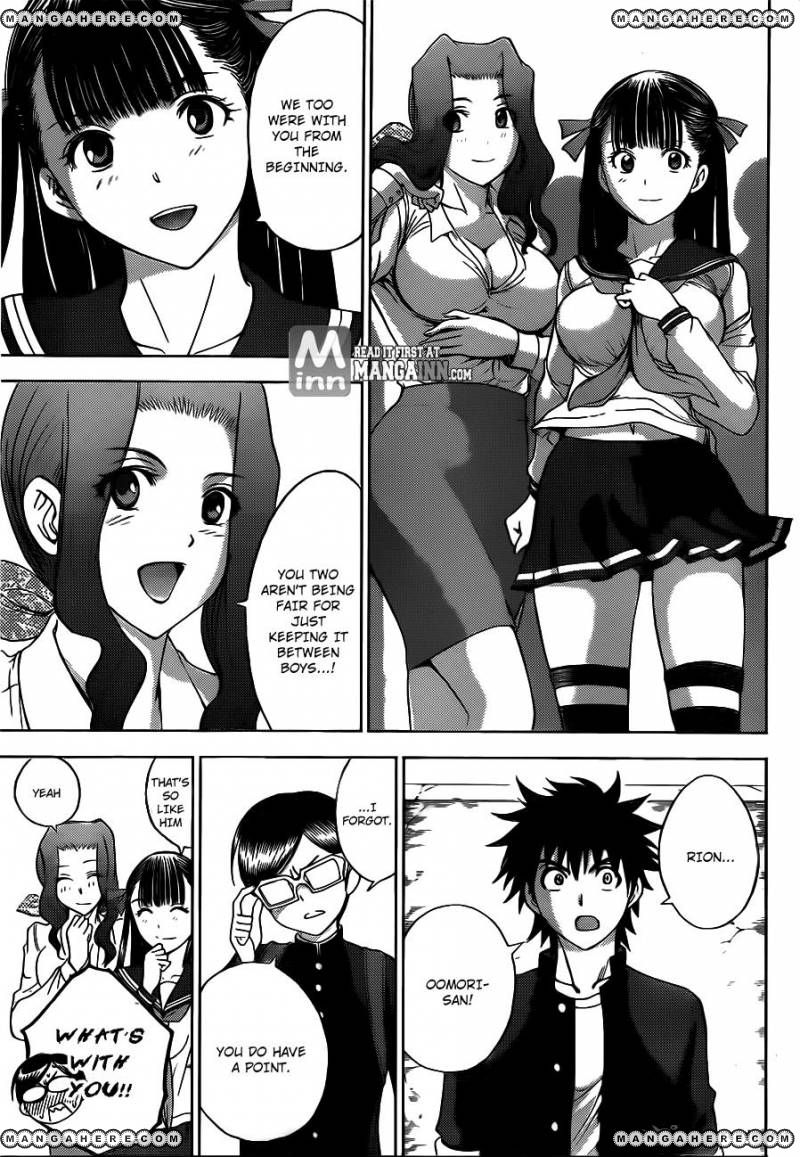 MANGAHERE.COM
MANGAHERE.COM
WE TOO
WERE WITH
YOU FROM
THE
BEGINNING.
M
inn
READ IT FIRST AT
MANGAINN.COM
YOU TWO
AREN'T BEING
FAIR FOR
JUST
KEEPING IT
BETWEEN
BOYS...!
RION...
OOMORI-
SAN!
...I
FORGOT.
YOU DO HAVE
A POINT.
THAT'S
SO
LIKE
HIM
YEAH
WHAT'S
WITH
YOU!!
MANGAHERE.COM
MANGAHERE.COM